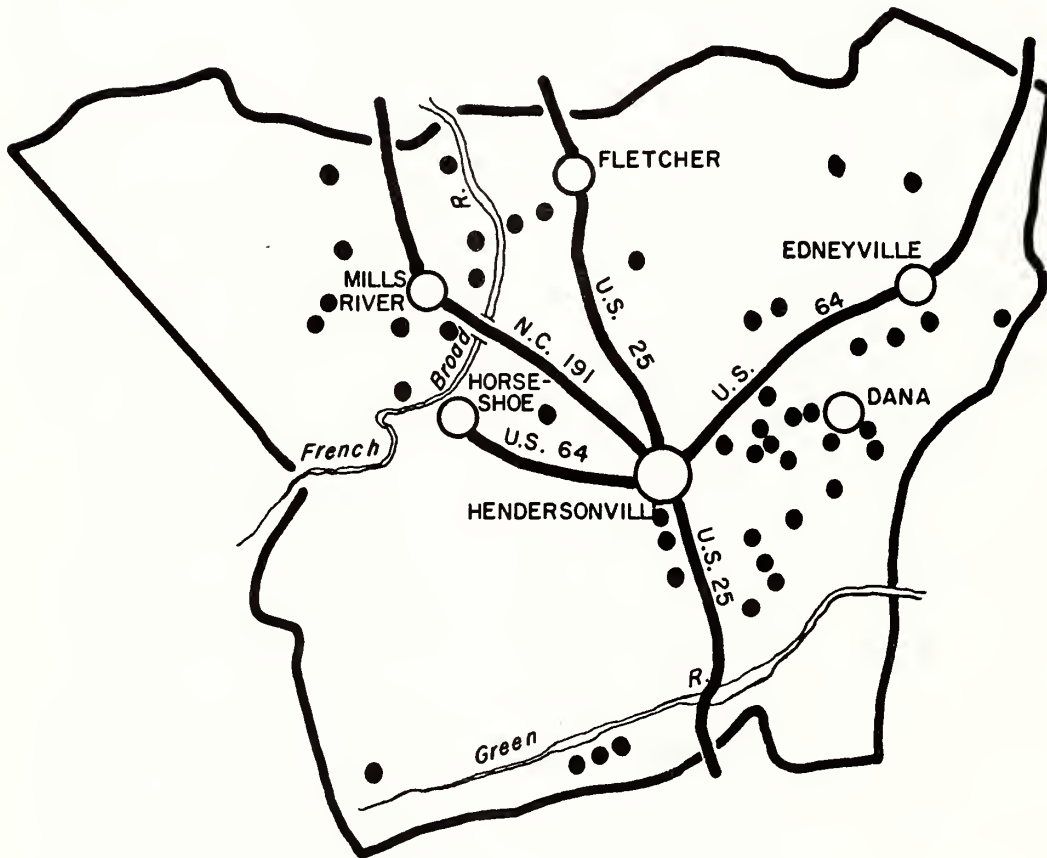 FLETCHER
R.
EDNEYVILLE
MILLS
RIVER
U.S. 25
64
U.S.
N.C. 191
Broad
HORSE-
SHOE
DANA
U.S. 64
French
HENDERSONVILLE
U.S. 25
R.
Green